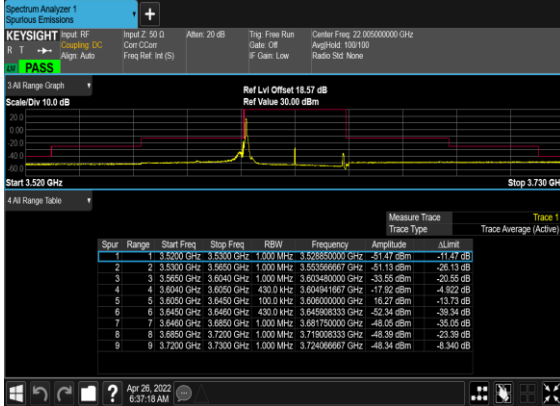 Spectrum Analyzer 1
Spurious Emissions
+
KEYSIGHT Input: RF Input Z: 50 Ω Atten: 20 dB Trig: Free Run Center Freq: 22.005000000 GHz
R T Coupling: DC Corr CCorr Gate: Off Avg|Hold: 100/100
Align: Auto Freq Ref: Int (S) IF Gain: Low Radio Std: None
LXI PASS
3 All Range Graph
Ref Lvl Offset 18.57 dB
Scale/Div 10.0 dB Ref Value 30.00 dBm
20.0
0.00
-20.0
-40.0
-60.0
Start 3.520 GHz Stop 3.730 GH
4 All Range Table
Measure Trace Trace 1
Trace Type Trace Average (Active)
Spur Range Start Freq Stop Freq RBW Frequency Amplitude ΔLimit
1 1 3.5200 GHz 3.5300 GHz 1.000 MHz 3.528850000 GHz -51.47 dBm -11.47 dB
2 2 3.5300 GHz 3.5650 GHz 1.000 MHz 3.553566667 GHz -51.13 dBm -26.13 dB
3 3 3.5650 GHz 3.6040 GHz 1.000 MHz 3.603480000 GHz -33.55 dBm -20.55 dB
4 4 3.6040 GHz 3.6050 GHz 430.0 kHz 3.604941667 GHz -17.92 dBm -4.922 dB
5 5 3.6050 GHz 3.6450 GHz 100.0 kHz 3.606000000 GHz 16.27 dBm -13.73 dB
6 6 3.6450 GHz 3.6460 GHz 430.0 kHz 3.645908333 GHz -52.34 dBm -39.34 dB
7 7 3.6460 GHz 3.6850 GHz 1.000 MHz 3.681750000 GHz -48.05 dBm -35.05 dB
8 8 3.6850 GHz 3.7200 GHz 1.000 MHz 3.719008333 GHz -48.39 dBm -23.39 dB
9 9 3.7200 GHz 3.7300 GHz 1.000 MHz 3.724066667 GHz -48.34 dBm -8.340 dB
? Apr 26, 2022
6:37:18 AM